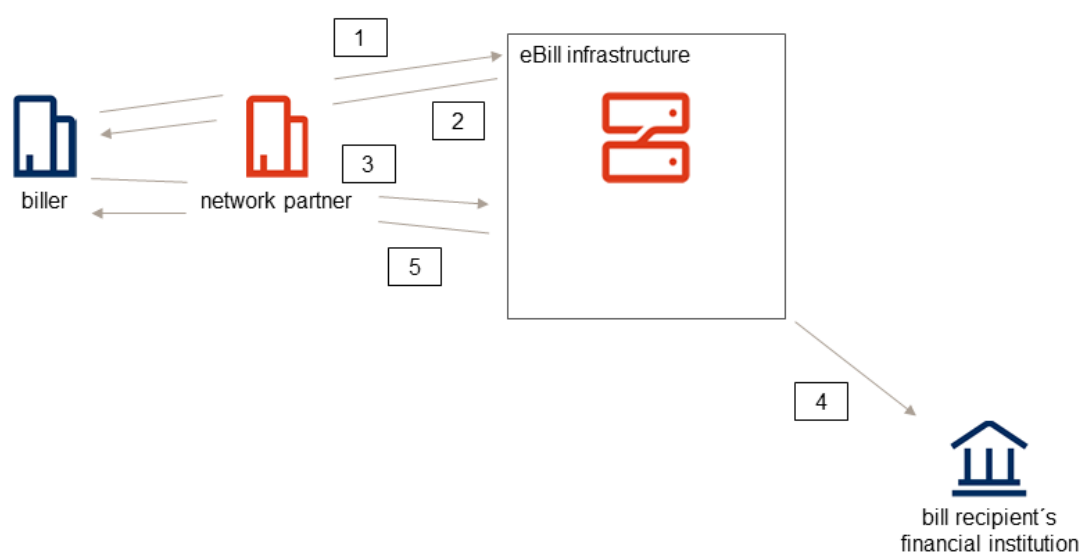 1
eBill infrastructure
2
3
biller
network partner
5
4
bill recipient´s
financial institution